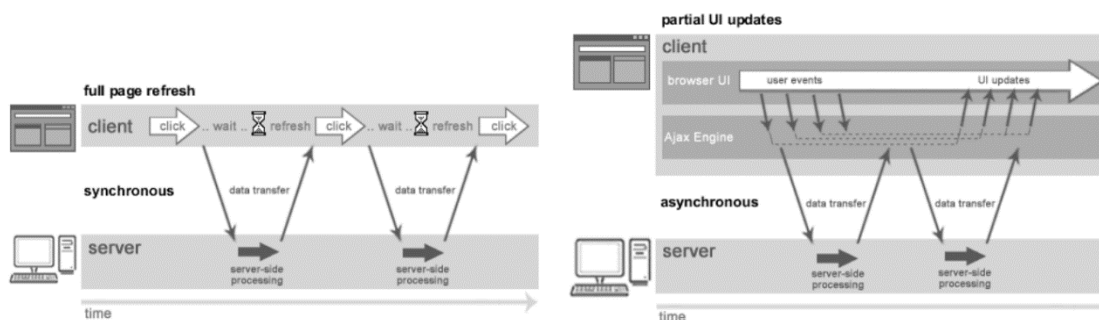 full page refresh
client
click
.. wait ..
refresh
click
.. wait ..
refresh
click
synchronous
data transfer
data transfer
server
server-side
processing
server-side
processing
time
partial UI updates
client
browser UI
user events
UI updates
Ajax Engine
asynchronous
data transfer
data transfer
server
server-side
processing
server-side
processing
time